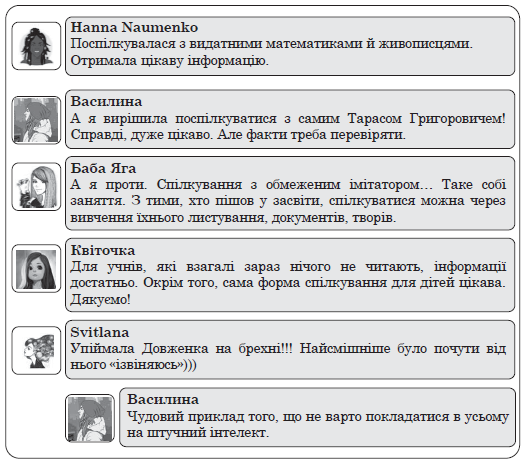 Hanna Naumenko
Поспілкувалася з видатними математиками й живописцями.
Отримала цікаву інформацію.
Василина
А я вирішила поспілкуватися з самим Тарасом Григоровичем!
Справді, дуже цікаво. Але факти треба перевіряти.
Баба Яга
А я проти. Спілкування з обмеженим імітатором... Таке собі
заняття. З тими, хто пішов у засвіти, спілкуватися можна через
вивчення їхнього листування, документів, творів.
Квіточка
Для учнів, які взагалі зараз нічого не читають, інформації
достатньо. Окрім того, сама форма спілкування для дітей цікава.
Дякуємо!
Svitlana
Упіймала Довженка на брехні!!! Найсмішніше було почути від
нього «ізвіняюсь»)))
Василина
Чудовий приклад того, що не варто покладатися в усьому
на штучний інтелект.